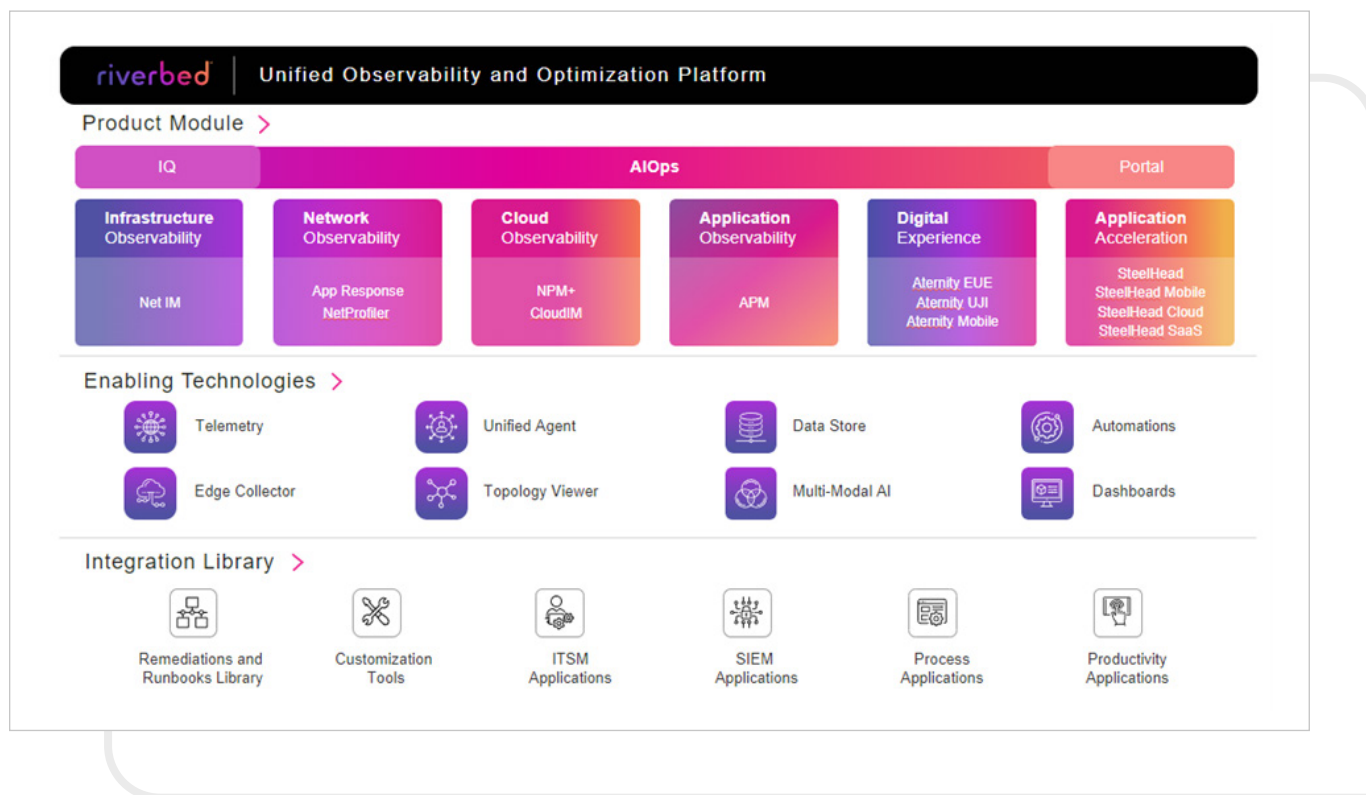 riverbed
Unified Observability and Optimization Platform
Product Module
IQ
AIOps
Portal
Infrastructure
Observability
Net IM
Network
Observability
App Response
NetProfiler
Cloud
Observability
NPM+
CloudIM
Application
Observability
APM
Digital
Experience
Aternity EUE
Aternity UJI
Aternity Mobile
Application
Acceleration
SteelHead
SteelHead Mobile
SteelHead Cloud
SteelHead SaaS
Enabling Technologies
Telemetry
Unified Agent
Data Store
Automations
Edge Collector
Topology Viewer
Multi-Modal AI
Dashboards
Integration Library
Remediations and
Runbooks Library
Customization
Tools
ITSM
Applications
SIEM
Applications
Process
Applications
Productivity
Applications